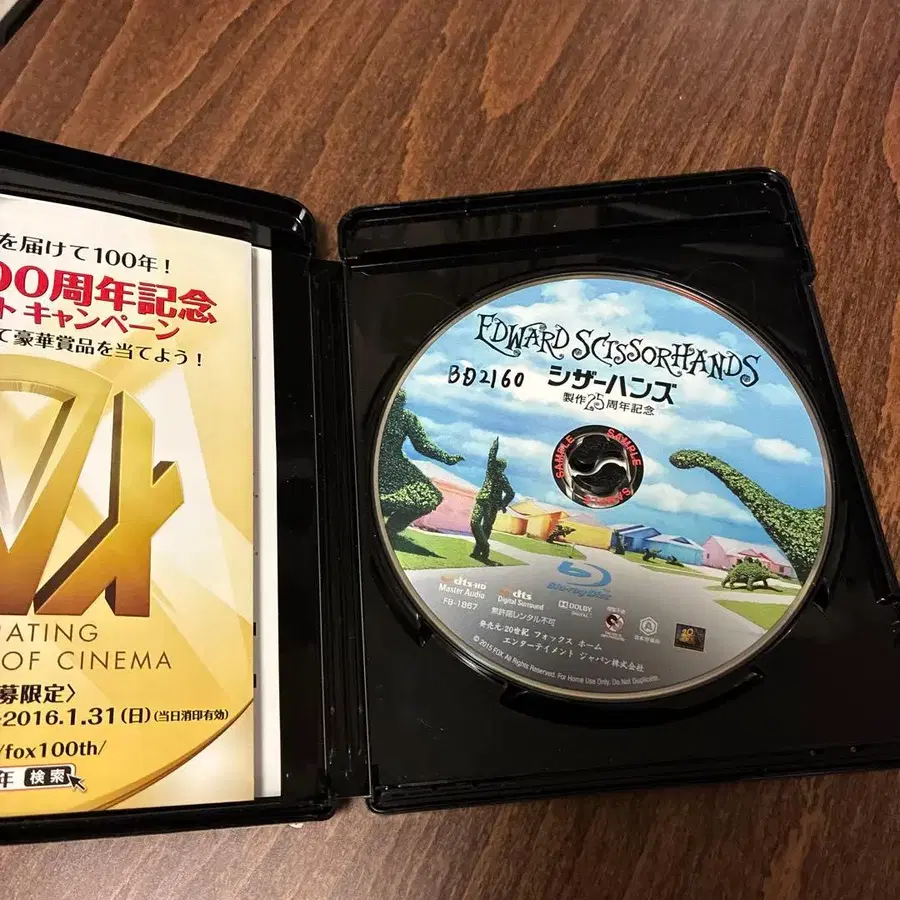 を届けて100年！
00周年記念
ト キャンペーン
て豪華賞品を当てよう！
RATING
OF CINEMA
募限定〉
2016.1.31(日)(当日消印有効)
/fox100th/
年 検索
EDWARD SCISSORHANDS
BD2160
シザーハンズ
製作25周年記念
SAMPLE SAMPLE SAMPLE
Blu-ray Disc
dts-HD
Master Audio
dts
Digital Surround
DOLBY
DIGITAL
FB-1867
無許諾レンタル不可
発売元：20世紀 フォックス ホーム
エンターテイメント ジャパン株式会社
© 2015 FOX. All Rights Reserved. For Home Use Only. Do Not Duplicate.